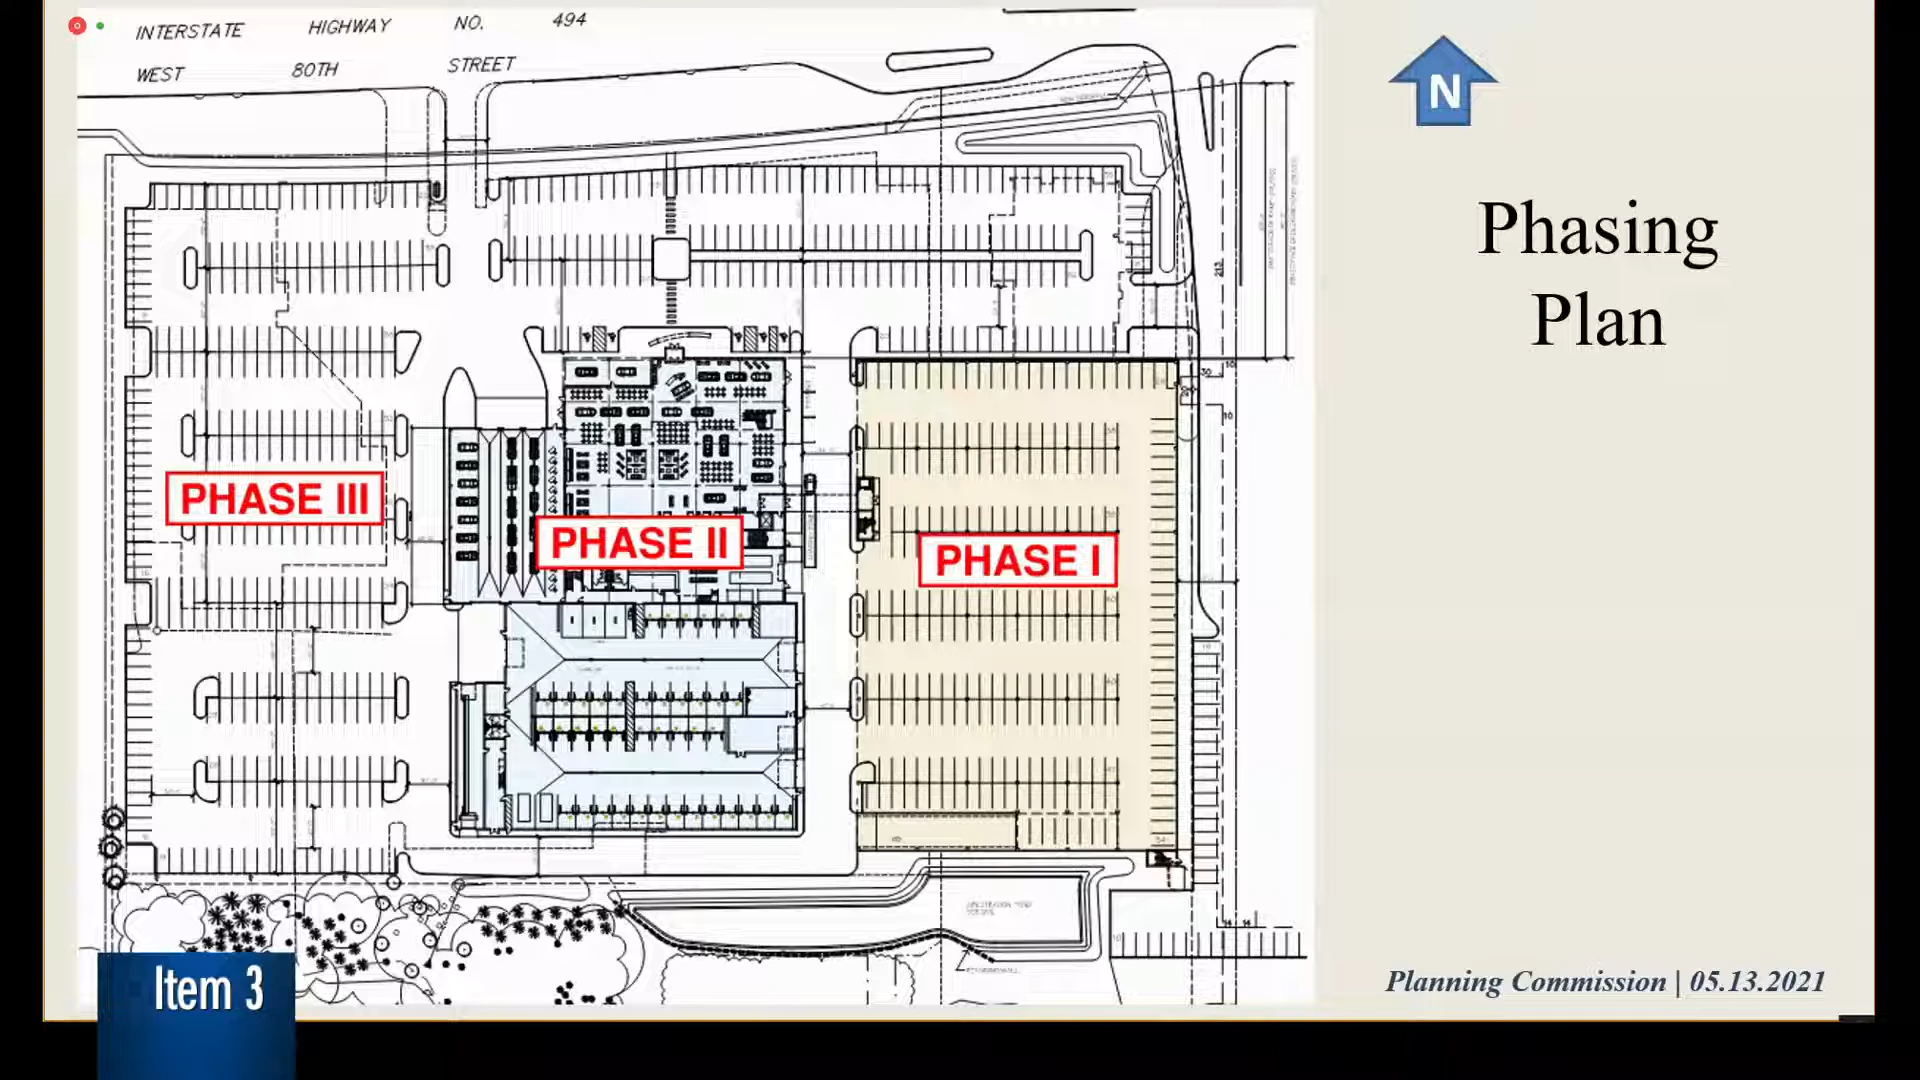 INTERSTATE HIGHWAY NO. 494
WEST 80TH STREET
N
Phasing
Plan
PHASE III
PHASE II
PHASE I
Item 3
Planning Commission | 05.13.2021